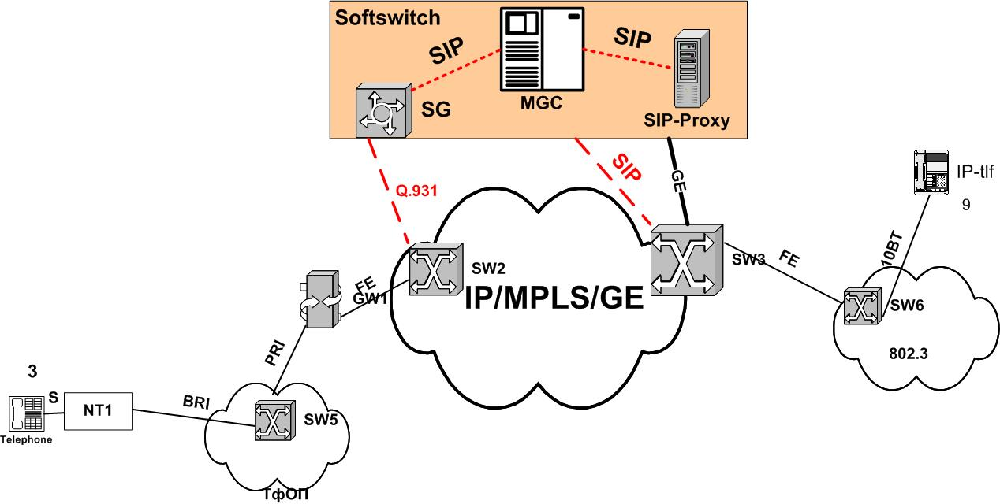 Softswitch
SIP
SIP
MGC
SG
SIP-Proxy
Q.931
SIP
GE
IP-tlf
9
10BT
SW2
SW3
FE
FE
GW1
IP/MPLS/GE
SW6
802.3
PRI
3
S
NT1
BRI
SW5
Telephone
ТфОП